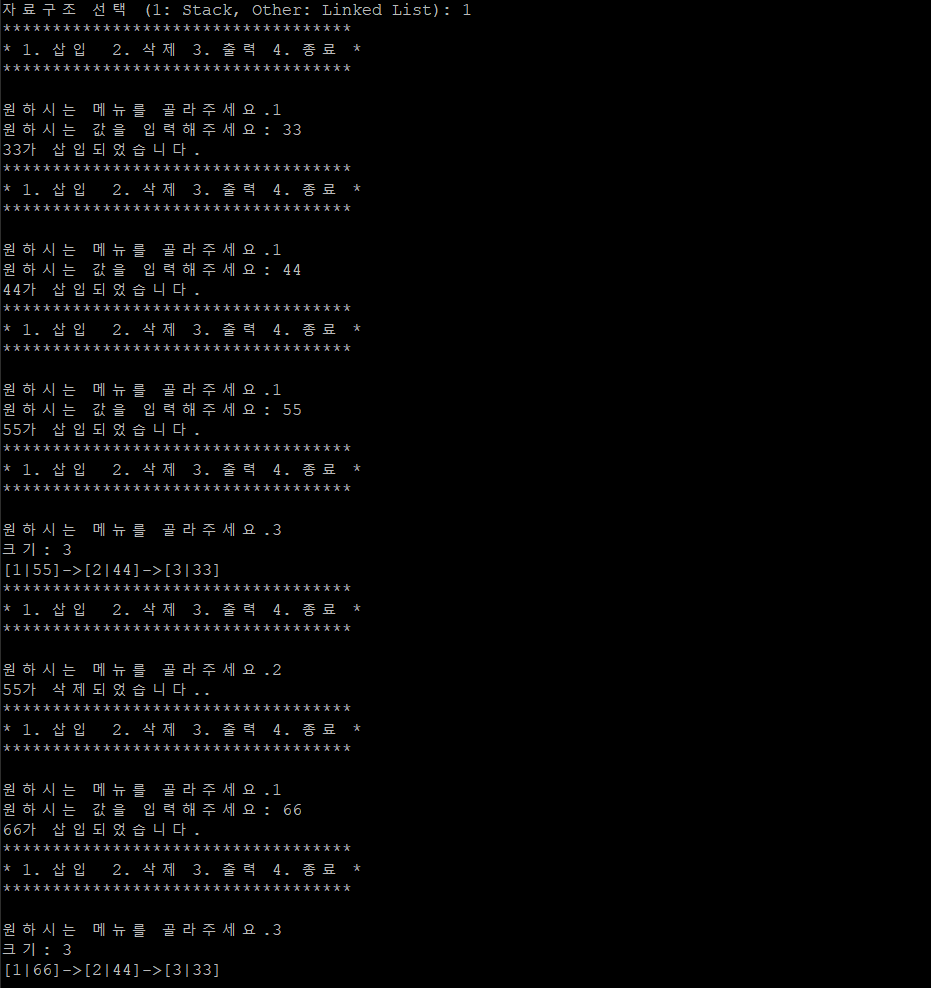 자료구조 선택 (1: Stack, Other: Linked List): 1
***********************************
* 1. 삽입  2. 삭제 3. 출력 4. 종료 *
***********************************
원하시는 메뉴를 골라주세요.1
원하시는 값을 입력해주세요: 33
33가 삽입되었습니다.
***********************************
* 1. 삽입  2. 삭제 3. 출력 4. 종료 *
***********************************
원하시는 메뉴를 골라주세요.1
원하시는 값을 입력해주세요: 44
44가 삽입되었습니다.
***********************************
* 1. 삽입  2. 삭제 3. 출력 4. 종료 *
***********************************
원하시는 메뉴를 골라주세요.1
원하시는 값을 입력해주세요: 55
55가 삽입되었습니다.
***********************************
* 1. 삽입  2. 삭제 3. 출력 4. 종료 *
***********************************
원하시는 메뉴를 골라주세요.3
크기: 3
[1|55]->[2|44]->[3|33]
***********************************
* 1. 삽입  2. 삭제 3. 출력 4. 종료 *
***********************************
원하시는 메뉴를 골라주세요.2
55가 삭제되었습니다..
***********************************
* 1. 삽입  2. 삭제 3. 출력 4. 종료 *
***********************************
원하시는 메뉴를 골라주세요.1
원하시는 값을 입력해주세요: 66
66가 삽입되었습니다.
***********************************
* 1. 삽입  2. 삭제 3. 출력 4. 종료 *
***********************************
원하시는 메뉴를 골라주세요.3
크기: 3
[1|66]->[2|44]->[3|33]